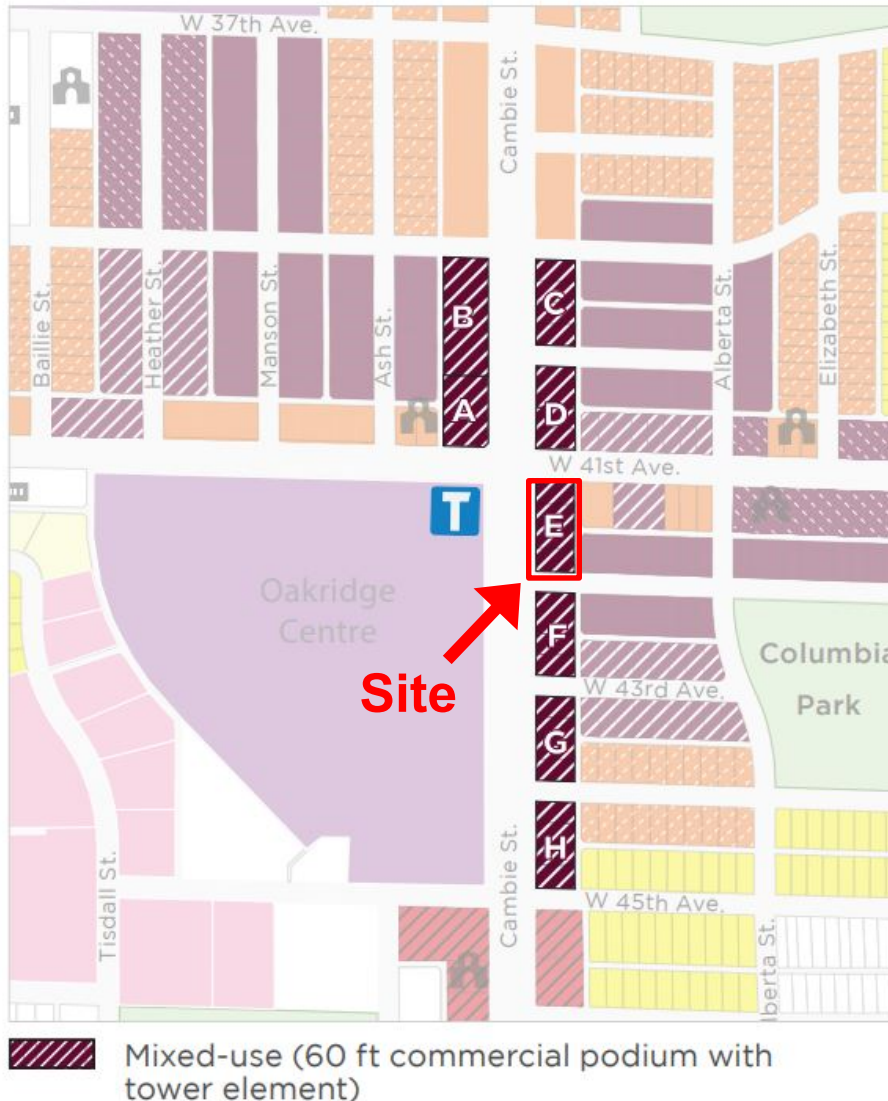 W 37th Ave.
Cambie St.
Baillie St.
Heather St.
Manson St.
Ash St.
Alberta St.
Elizabeth St.
B
C
A
D
W 41st Ave.
T
E
Oakridge
Centre
Site
F
Columbia
Park
W 43rd Ave.
G
H
Tisdall St.
Cambie St.
W 45th Ave.
lberta St.
Mixed-use (60 ft commercial podium with
tower element)